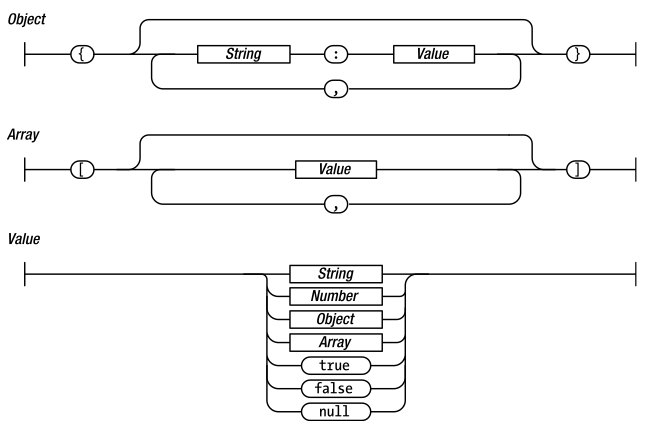 Object
{ String : Value }
,
Array
[ Value ]
,
Value
String
Number
Object
Array
true
false
null